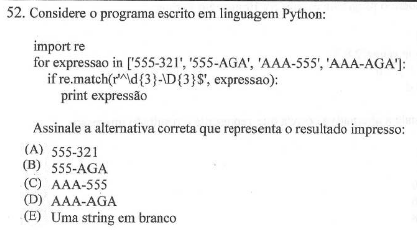 52. Considere o programa escrito em linguagem Python:
import re
for expressao in ['555-321', '555-AGA', 'AAA-555', 'AAA-AGA']:
if re.match(r'^\d{3}-\D{3}$', expressao):
print expressão
Assinale a alternativa correta que representa o resultado impresso:
(A) 555-321
(B) 555-AGA
(C) AAA-555
(D) AAA-AGA
(E) Uma string em branco